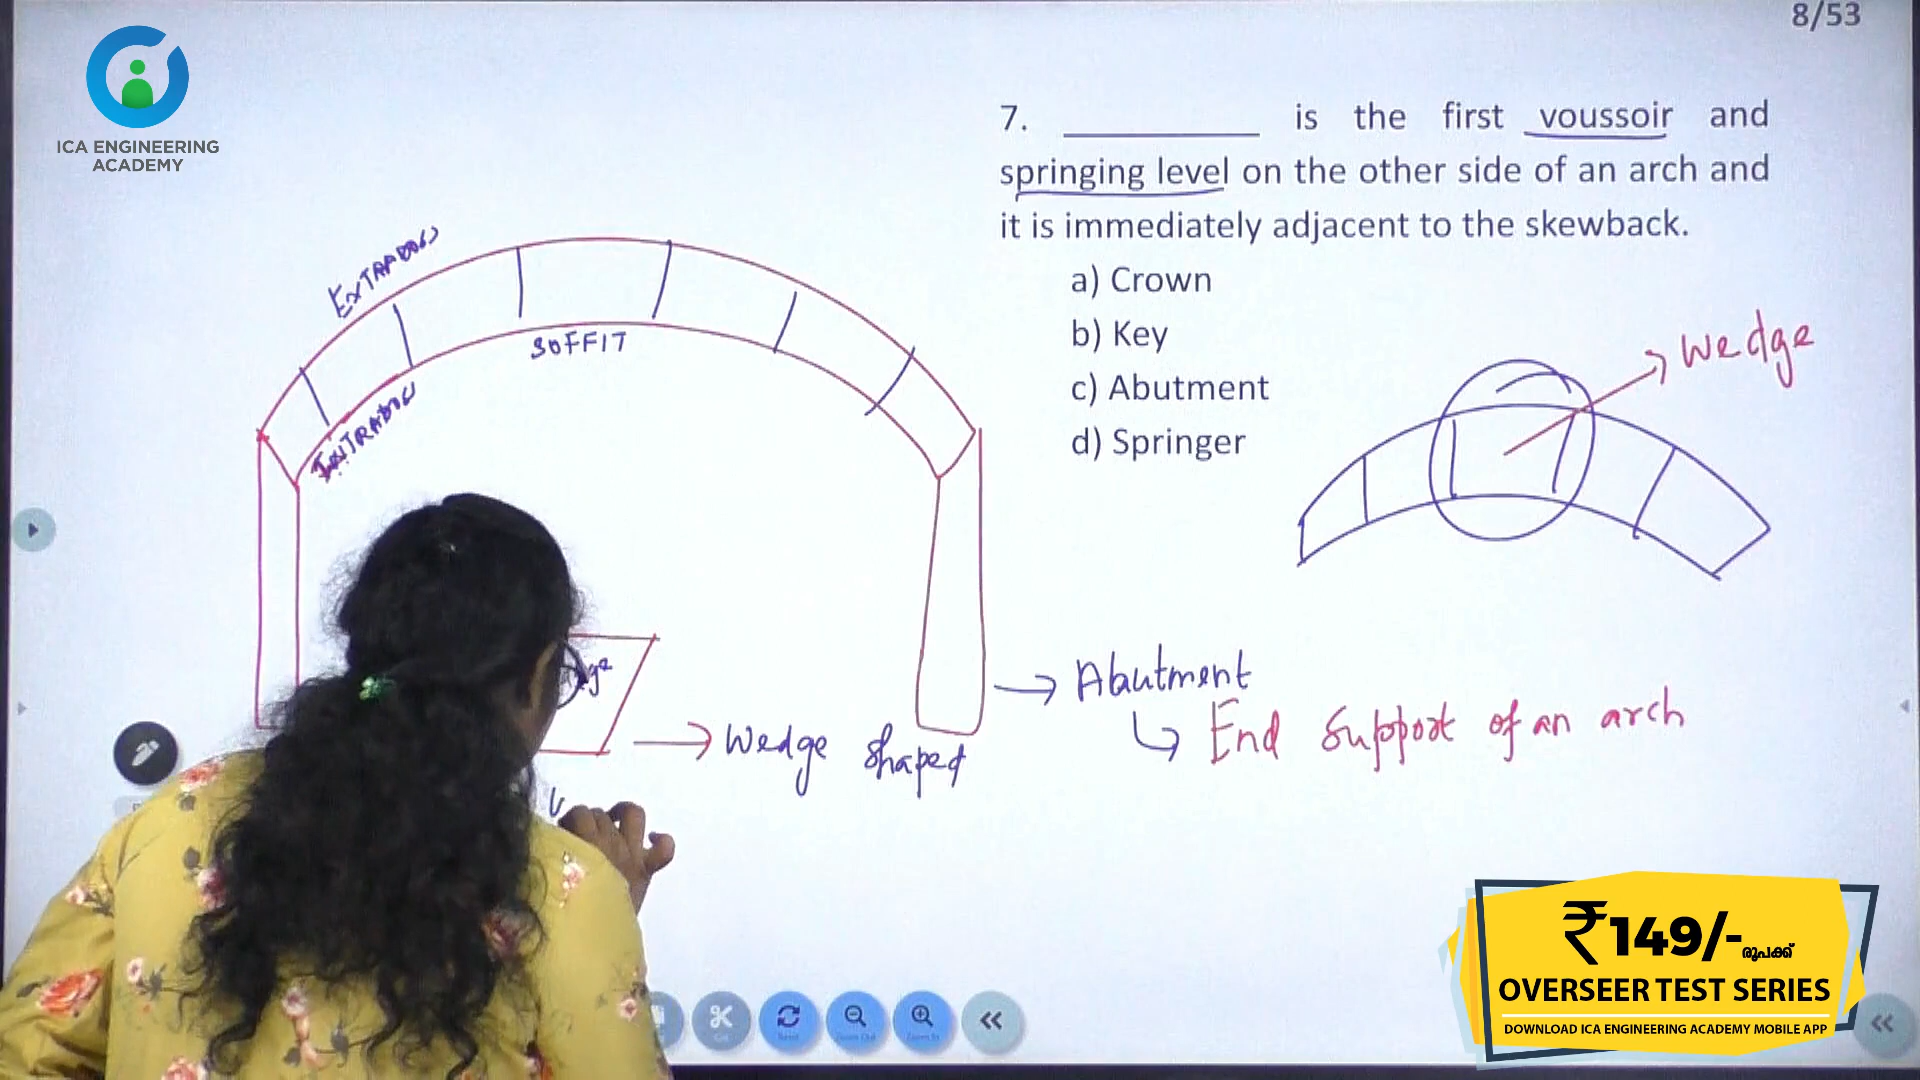 8/53
ICA ENGINEERING
ACADEMY
7. __________ is the first voussoir and
springing level on the other side of an arch and
it is immediately adjacent to the skewback.
a) Crown
b) Key
c) Abutment
d) Springer
EXTRADOS
SOFFIT
INTRADOS
Wedge
Abutment
End Support of an arch
Wedge shaped
₹149/-രൂപക്ക്
OVERSEER TEST SERIES
DOWNLOAD ICA ENGINEERING ACADEMY MOBILE APP